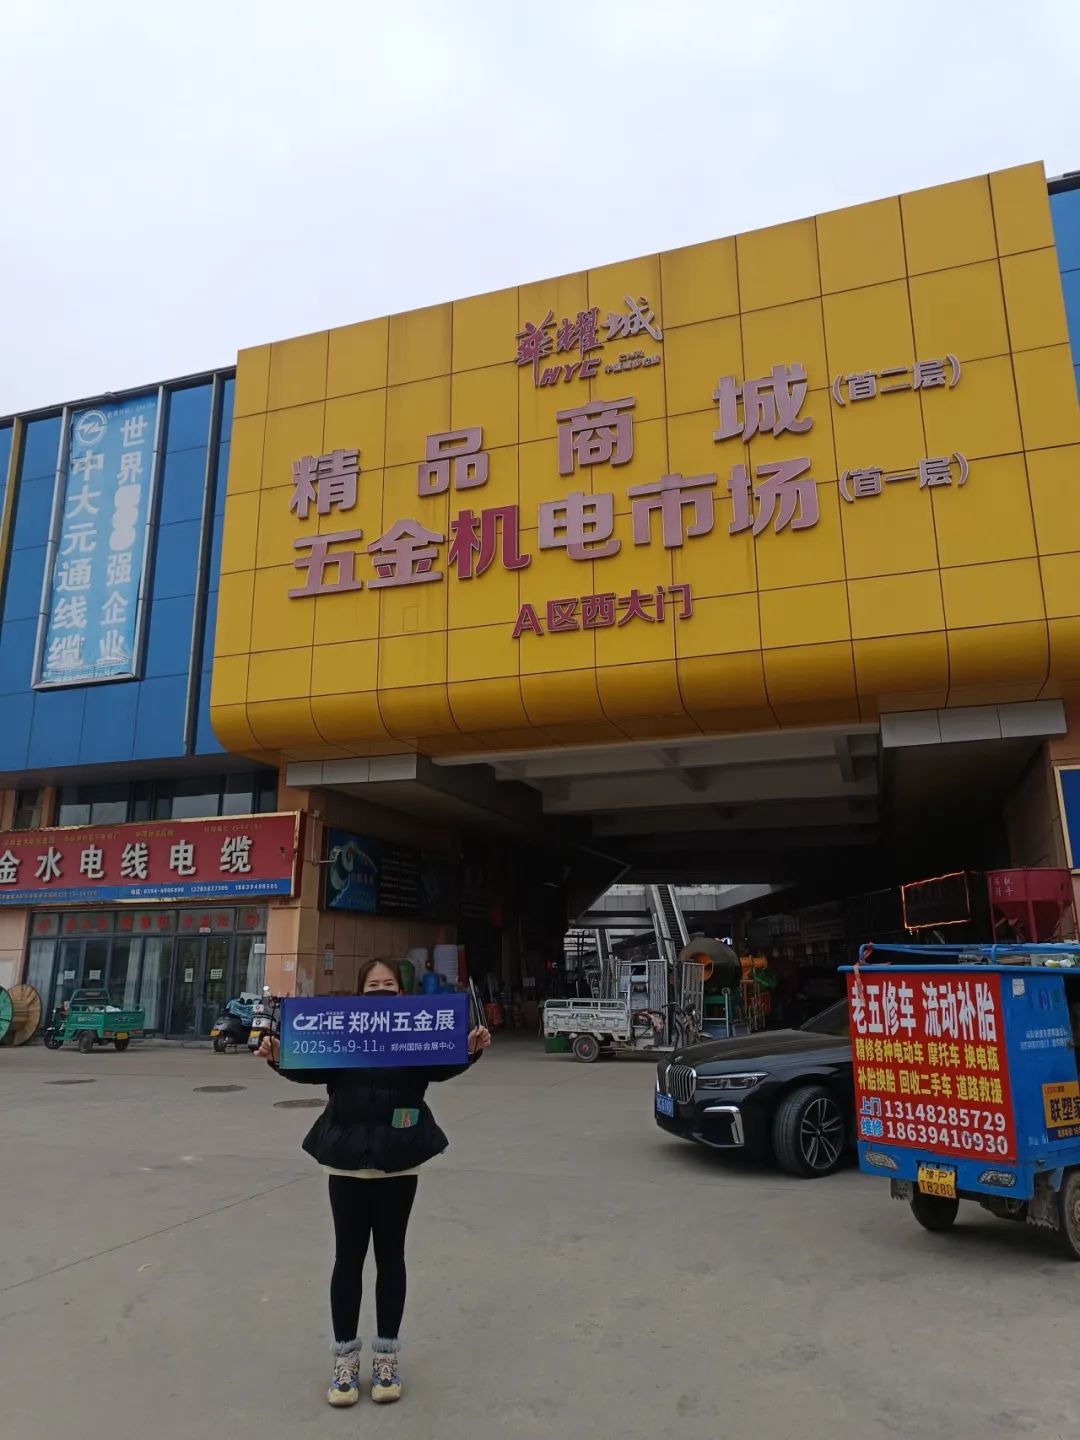 華耀城
HYC
精品商城(首二层)
五金机电市场(首一层)
A区西大门
世界
强企业
中大元通线缆
金水电线电缆
CZHE 郑州五金展
2025年5月9-11日 郑州国际会展中心
老五修车 流动补胎
精修各种电动车 摩托车 换电瓶
补胎换胎 回收二手车 道路救援
上门维修
13148285729
18639410930
豫·P
T8280
联塑